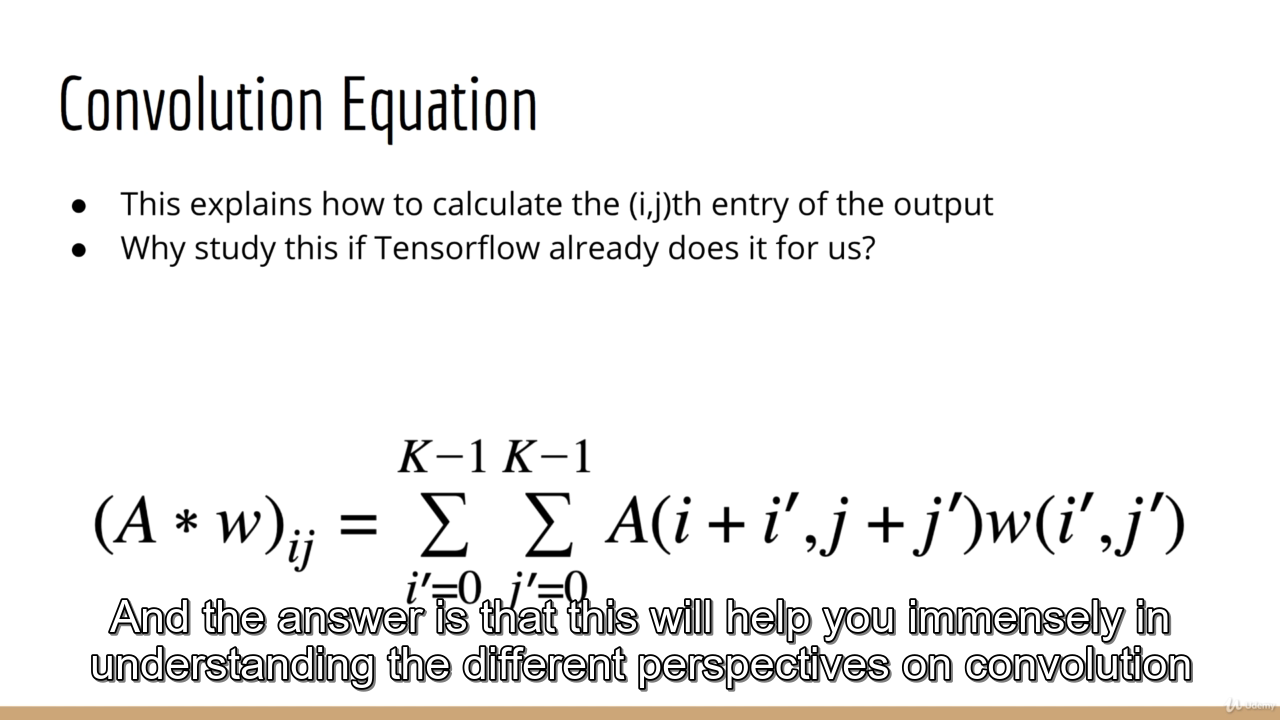 Convolution Equation
● This explains how to calculate the (i,j)th entry of the output
● Why study this if Tensorflow already does it for us?
K−1 K−1
(A * w)ij = ∑ ∑ A(i + i′, j + j′)w(i′, j′)
i′=0 j′=0
And the answer is that this will help you immensely in
understanding the different perspectives on convolution
Udemy